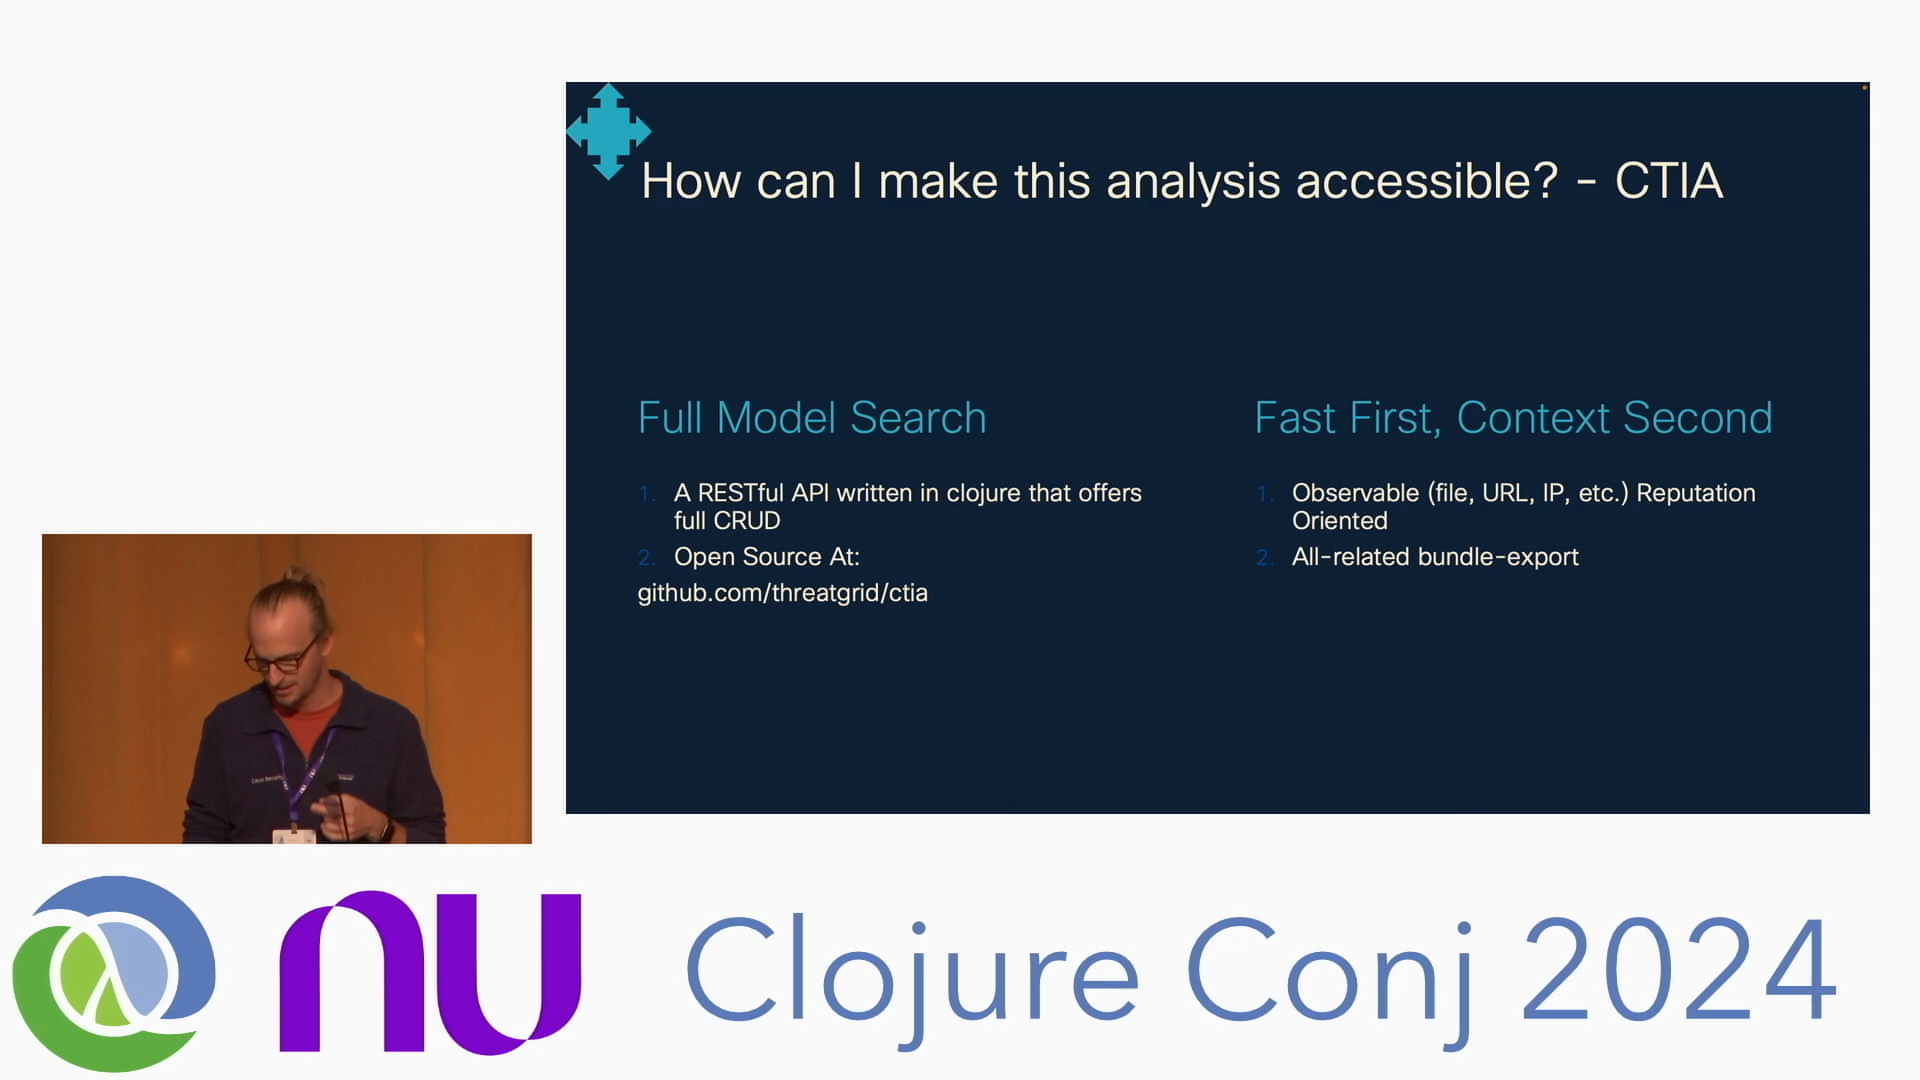 How can I make this analysis accessible? - CTIA
Full Model Search
1. A RESTful API written in clojure that offers
full CRUD
2. Open Source At:
github.com/threatgrid/ctia
Fast First, Context Second
1. Observable (file, URL, IP, etc.) Reputation
Oriented
2. All-related bundle-export
Cisco Security
nu
Clojure Conj 2024